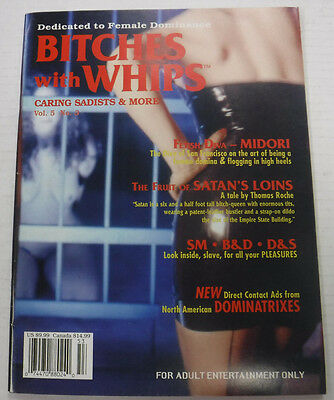 Dedicated to Female Dominance
BITCHES
with WHIPS™
CARING SADISTS & MORE
Vol. 5 No. 3
FETISH DIVA – MIDORI
San Francisco on the art of being a
domina & flogging in high heels
THE FRUIT OF SATAN'S LOINS
A tale by Thomas Roche
'Satan is a six and a half foot tall bitch-queen with enormous tits,
wearing a patent-leather bustier and a strap-on dildo
the size of the Empire State Building.'
SM • B&D • D&S
Look inside, slave, for all your PLEASURES
NEW Direct Contact Ads from
North American DOMINATRIXES
US $9.99 Canada $14.99
FOR ADULT ENTERTAINMENT ONLY